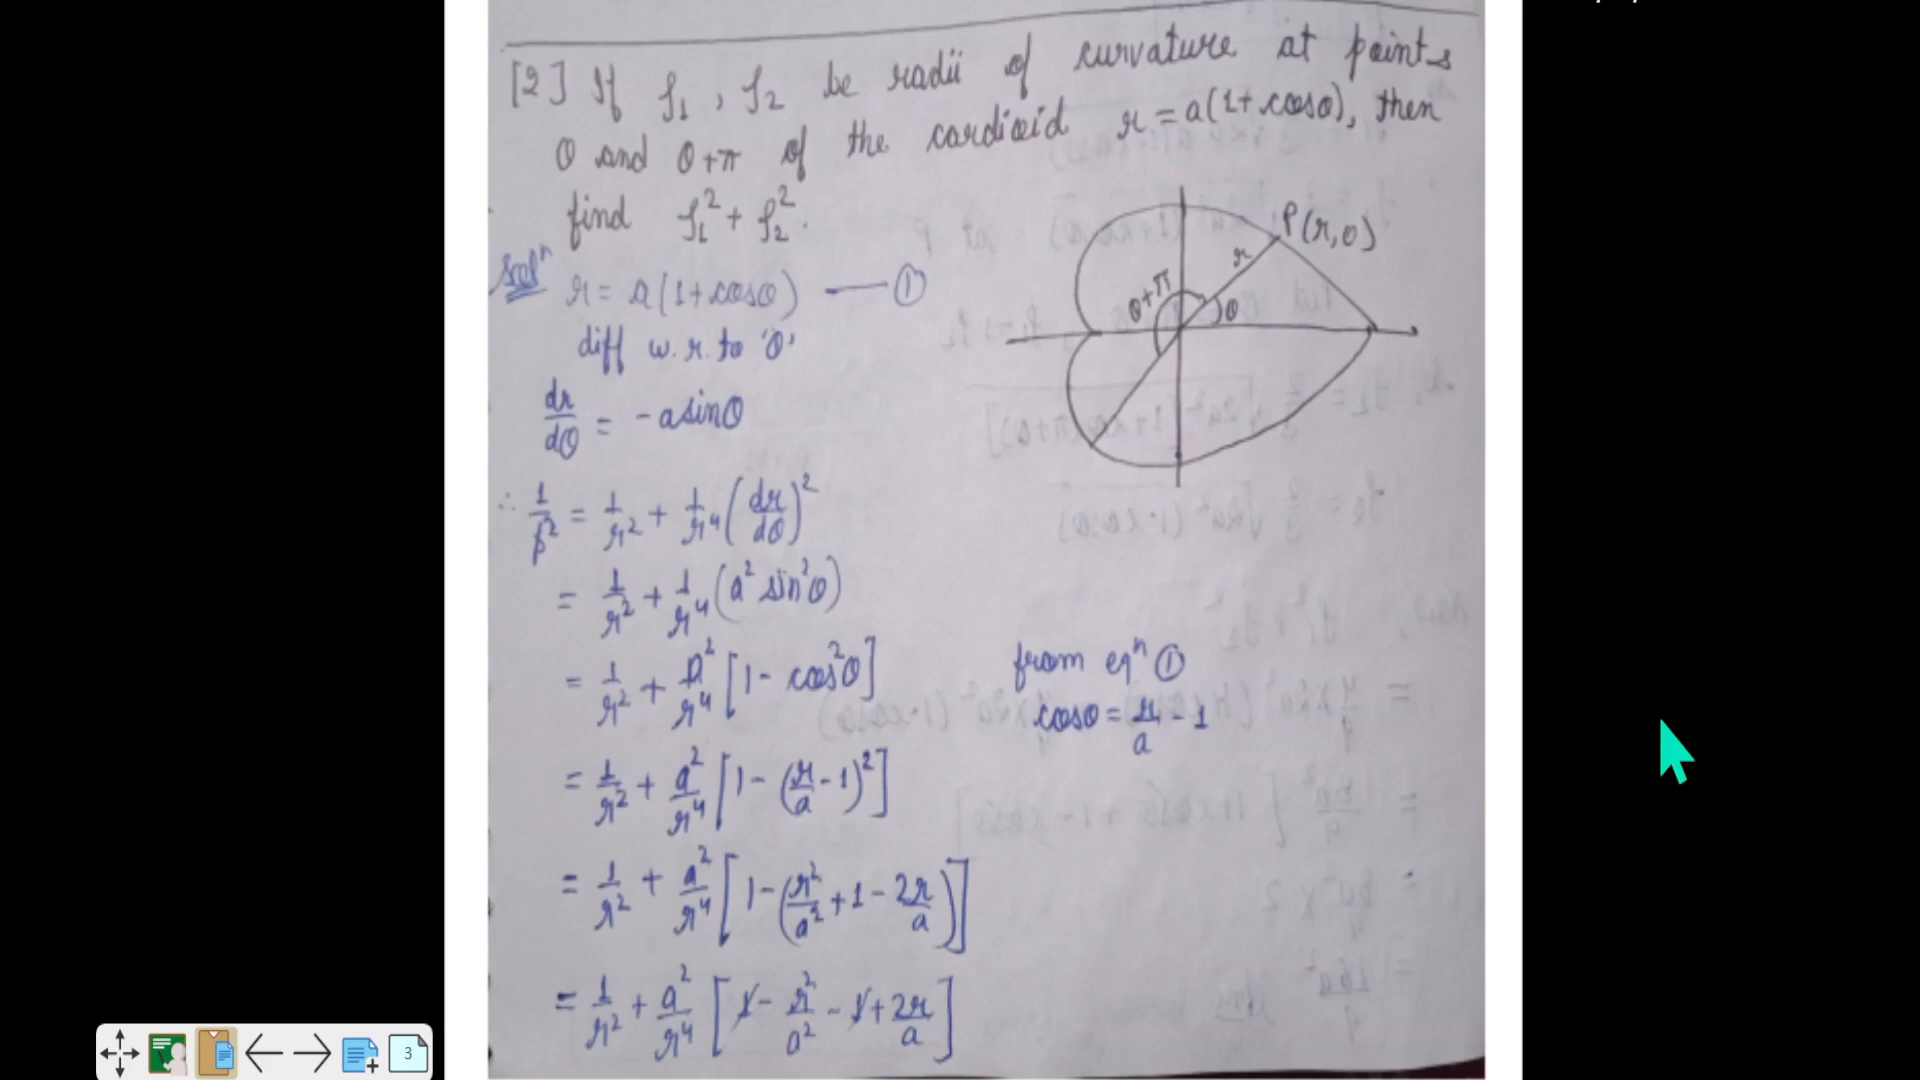 [2] If ρ₁, ρ₂ be radii of curvature at points
θ and θ+π of the cardioid r = a(1+cosθ), then
find ρ₁² + ρ₂².
P(r,θ)
r
θ+π
θ
Solⁿ r = a(1+cosθ) — ①
diff w.r. to 'θ'
dr/dθ = -asinθ
∴ 1/p² = 1/r² + 1/r⁴ (dr/dθ)²
= 1/r² + 1/r⁴ (a² sin²θ)
= 1/r² + a²/r⁴ [1 - cos²θ]
from eqⁿ ①
cosθ = r/a - 1
= 1/r² + a²/r⁴ [1 - (r/a - 1)²]
= 1/r² + a²/r⁴ [1 - (r²/a² + 1 - 2r/a)]
= 1/r² + a²/r⁴ [1 - r²/a² - 1 + 2r/a]
3